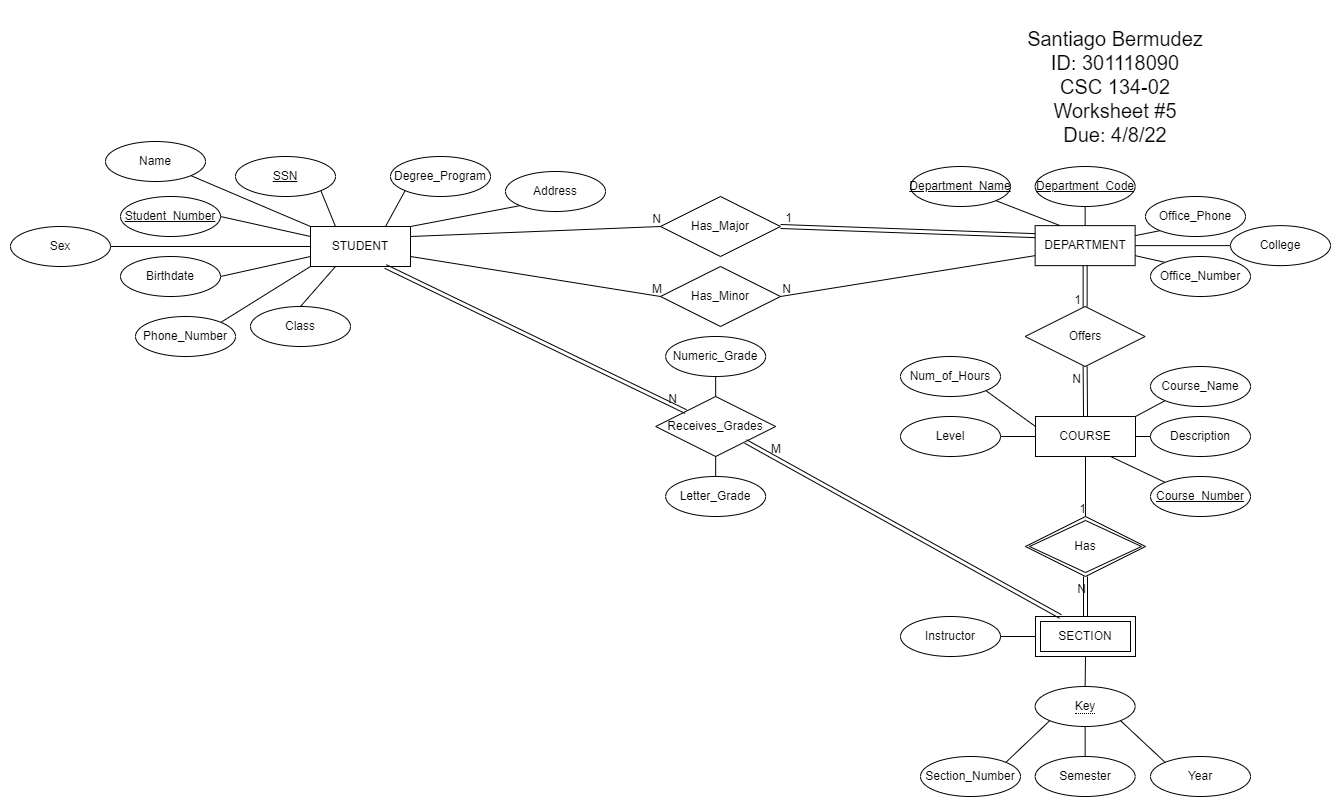 Santiago Bermudez
ID: 301118090
CSC 134-02
Worksheet #5
Due: 4/8/22
Name
SSN
Degree_Program
Address
Student_Number
Sex
STUDENT
Birthdate
Phone_Number
Class
N
Has_Major
1
M
Has_Minor
N
Department_Name
Department_Code
Office_Phone
DEPARTMENT
College
Office_Number
1
Offers
N
Numeric_Grade
N
Receives_Grades
M
Letter_Grade
Num_of_Hours
Course_Name
Level
COURSE
Description
Course_Number
1
Has
N
Instructor
SECTION
Key
Section_Number
Semester
Year